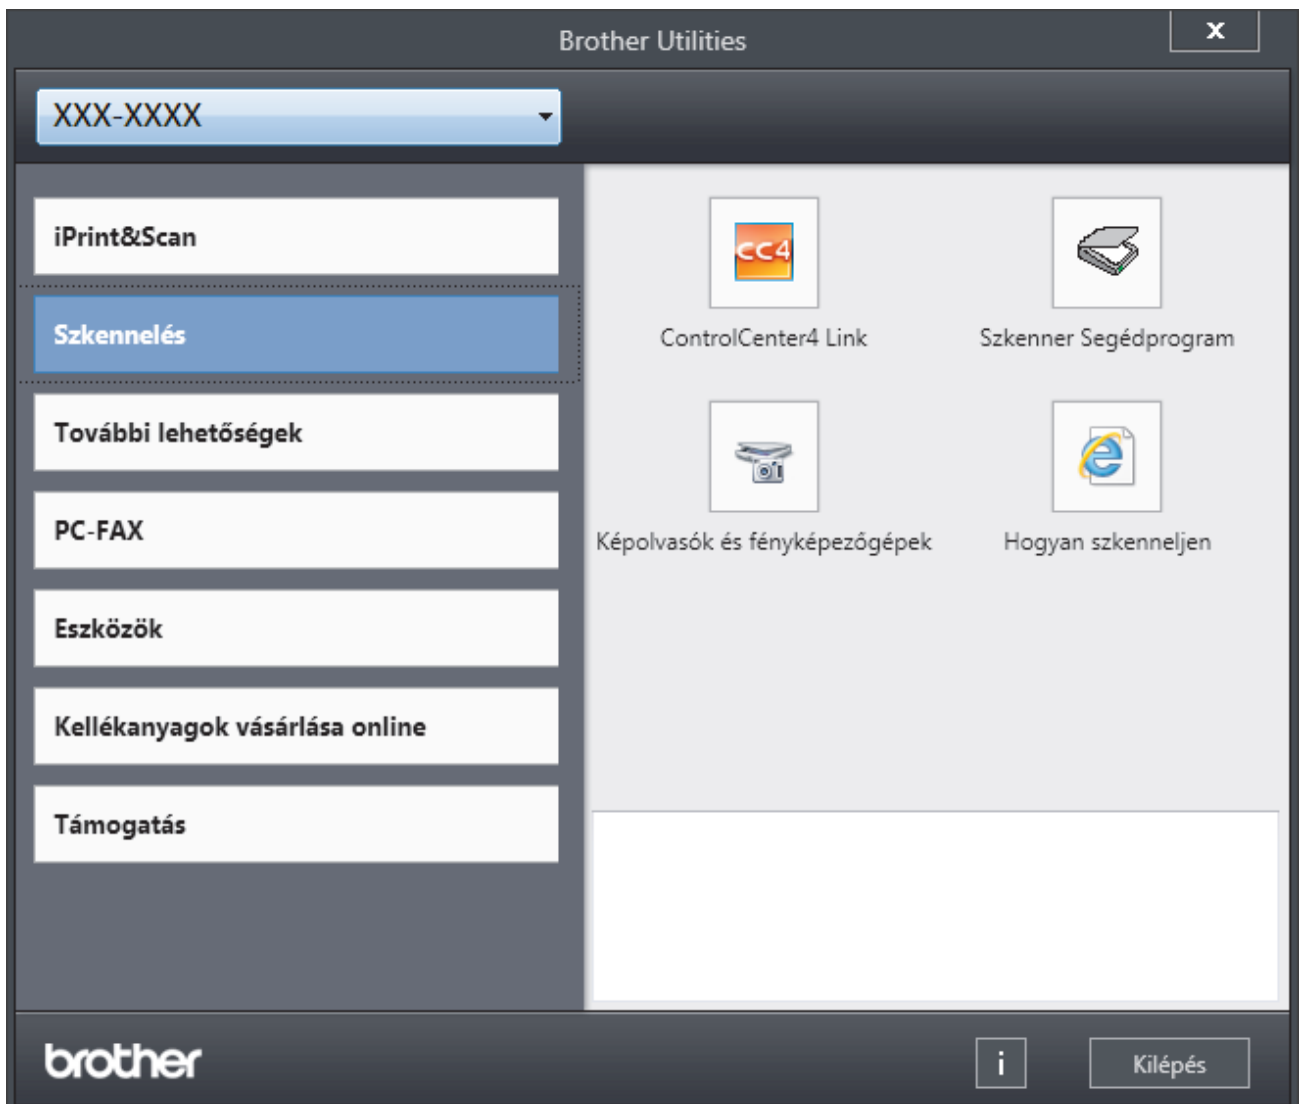 Brother Utilities
x
XXX-XXXX
iPrint&Scan
Szkennelés
További lehetőségek
PC-FAX
Eszközök
Kellékanyagok vásárlása online
Támogatás
CC4
ControlCenter4 Link
Szkenner Segédprogram
Képolvasók és fényképezőgépek
Hogyan szkenneljen
brother
i
Kilépés